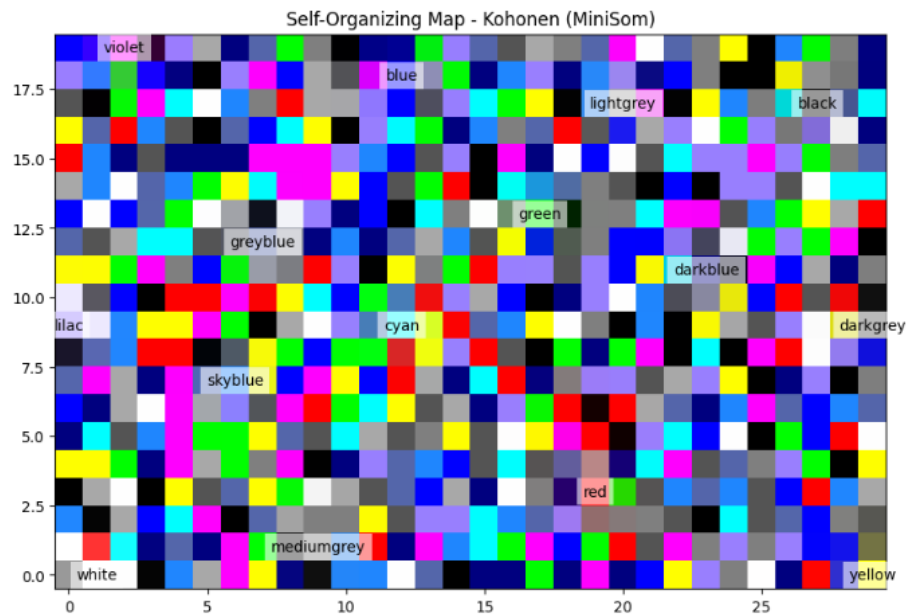 Self-Organizing Map - Kohonen (MiniSom)
violet
blue
17.5
lightgrey
black
15.0
12.5
green
greyblue
darkblue
10.0
lilac
cyan
darkgrey
7.5
skyblue
5.0
2.5
red
mediumgrey
0.0
white
yellow
0 5 10 15 20 25